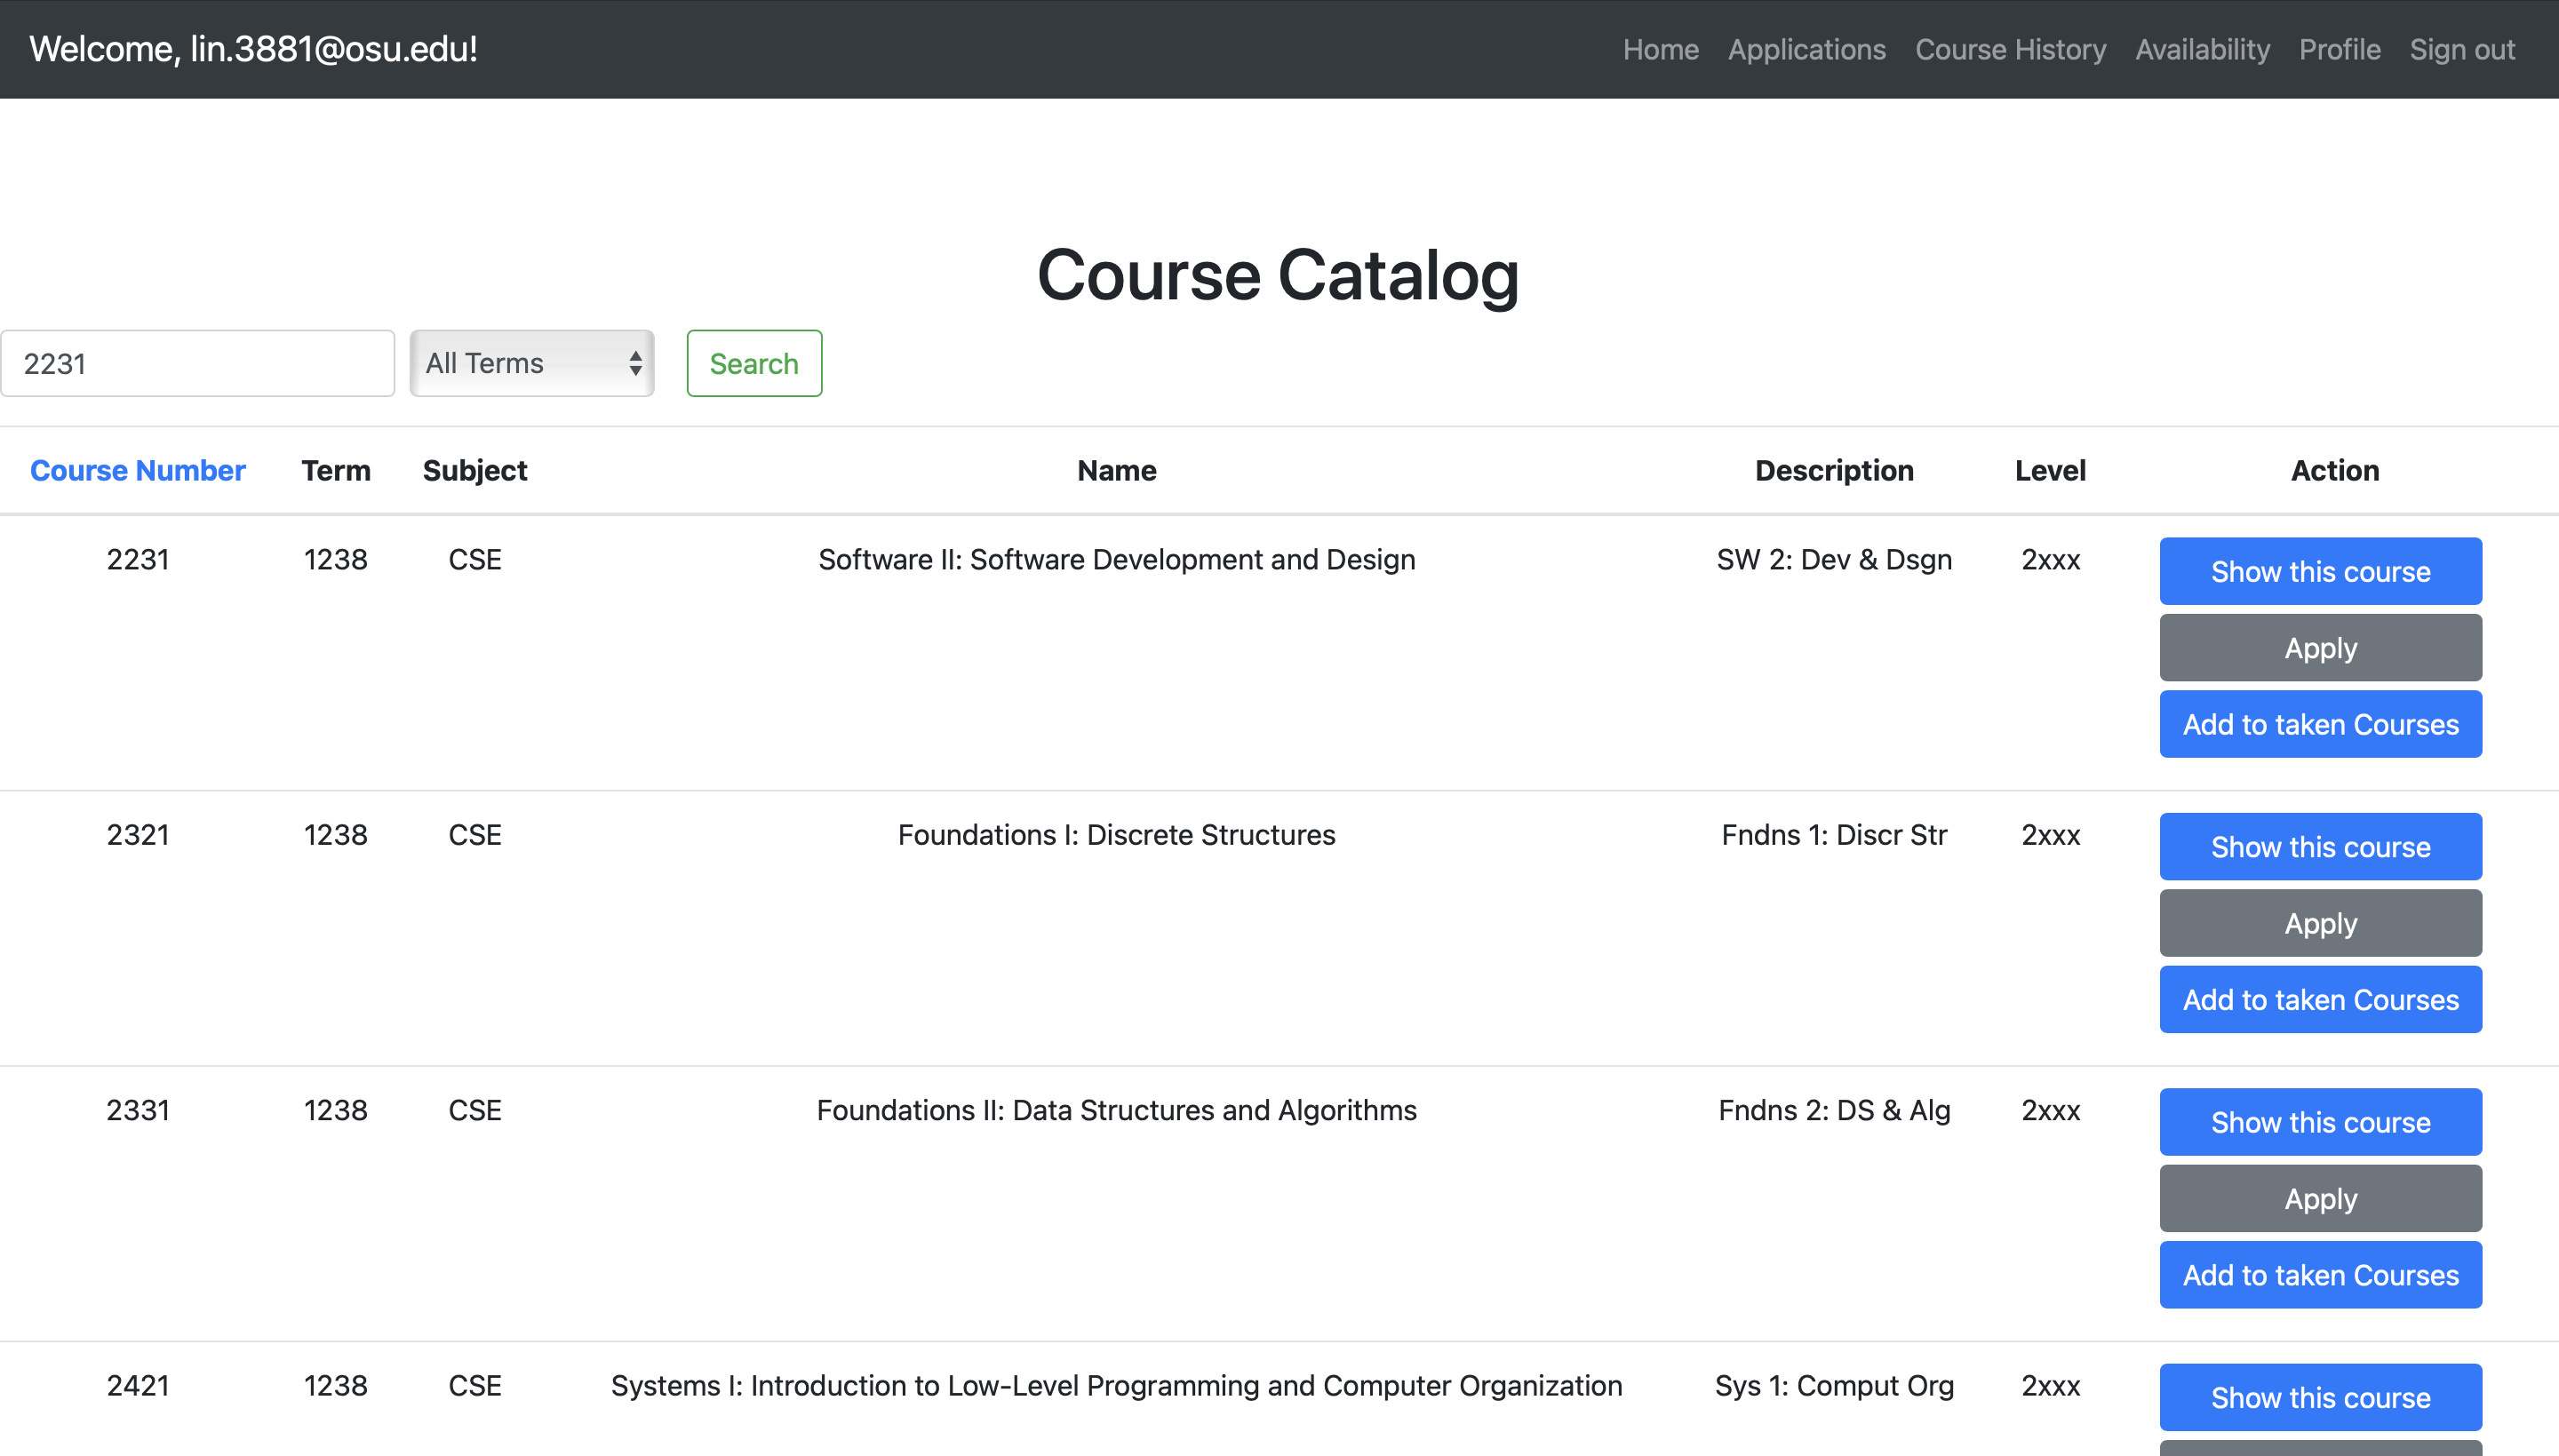 Welcome, lin.3881@osu.edu! Home Applications Course History Availability Profile Sign out
Course Catalog
2231 All Terms Search
Course Number Term Subject Name Description Level Action
2231 1238 CSE Software II: Software Development and Design SW 2: Dev & Dsgn 2xxx Show this course
Apply
Add to taken Courses
2321 1238 CSE Foundations I: Discrete Structures Fndns 1: Discr Str 2xxx Show this course
Apply
Add to taken Courses
2331 1238 CSE Foundations II: Data Structures and Algorithms Fndns 2: DS & Alg 2xxx Show this course
Apply
Add to taken Courses
2421 1238 CSE Systems I: Introduction to Low-Level Programming and Computer Organization Sys 1: Comput Org 2xxx Show this course